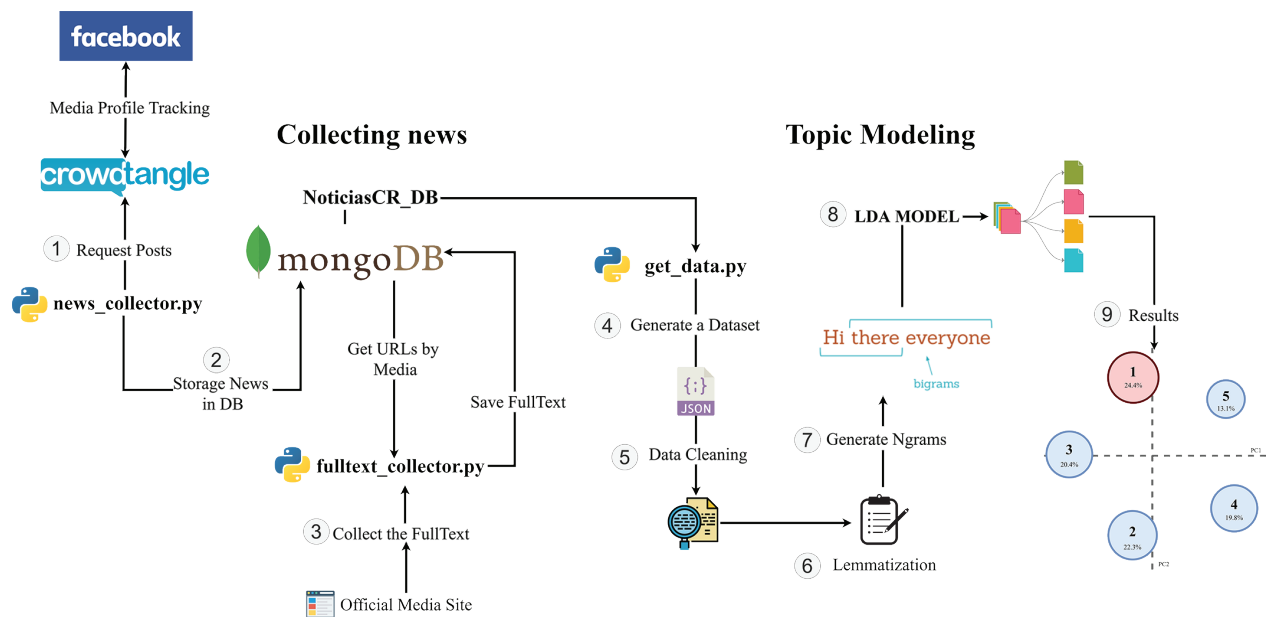 facebook
Media Profile Tracking
crowdtangle
1 Request Posts
news_collector.py
2
Storage News
in DB
Collecting news
NoticiasCR_DB
mongoDB
Get URLs by
Media
Save FullText
fulltext_collector.py
3 Collect the FullText
Official Media Site
get_data.py
4 Generate a Dataset
{;}
JSON
5 Data Cleaning
6 Lemmatization
7 Generate Ngrams
Hi there everyone
bigrams
Topic Modeling
8 LDA MODEL
9 Results
1
24.4%
5
13.1%
3
20.4%
PC1
4
19.8%
2
22.3%
PC2